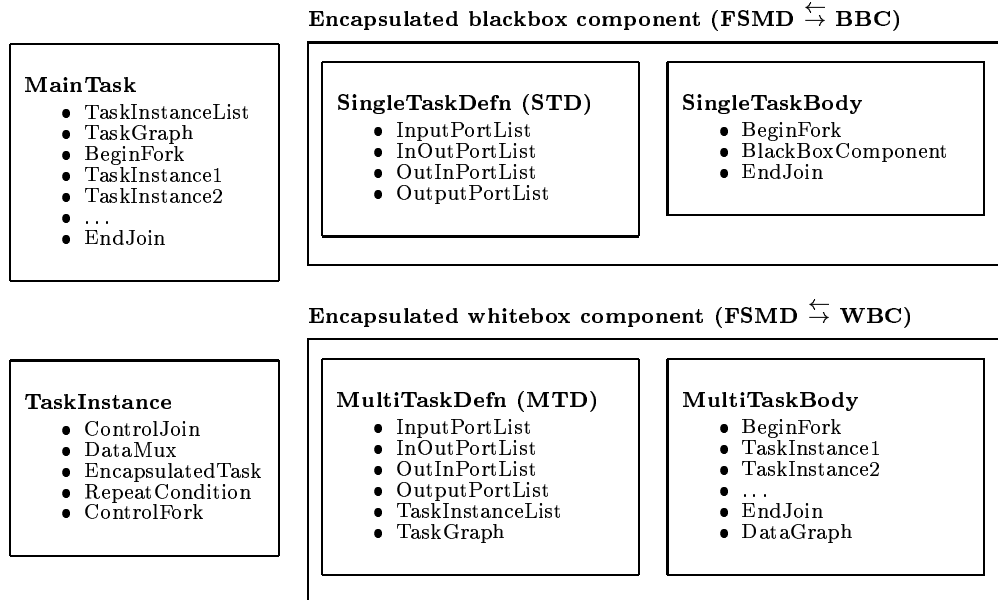 Encapsulated blackbox component (FSMD ←→ BBC)
MainTask
• TaskInstanceList
• TaskGraph
• BeginFork
• TaskInstance1
• TaskInstance2
• ...
• EndJoin
SingleTaskDefn (STD)
• InputPortList
• InOutPortList
• OutInPortList
• OutputPortList
SingleTaskBody
• BeginFork
• BlackBoxComponent
• EndJoin
Encapsulated whitebox component (FSMD ←→ WBC)
TaskInstance
• ControlJoin
• DataMux
• EncapsulatedTask
• RepeatCondition
• ControlFork
MultiTaskDefn (MTD)
• InputPortList
• InOutPortList
• OutInPortList
• OutputPortList
• TaskInstanceList
• TaskGraph
MultiTaskBody
• BeginFork
• TaskInstance1
• TaskInstance2
• ...
• EndJoin
• DataGraph